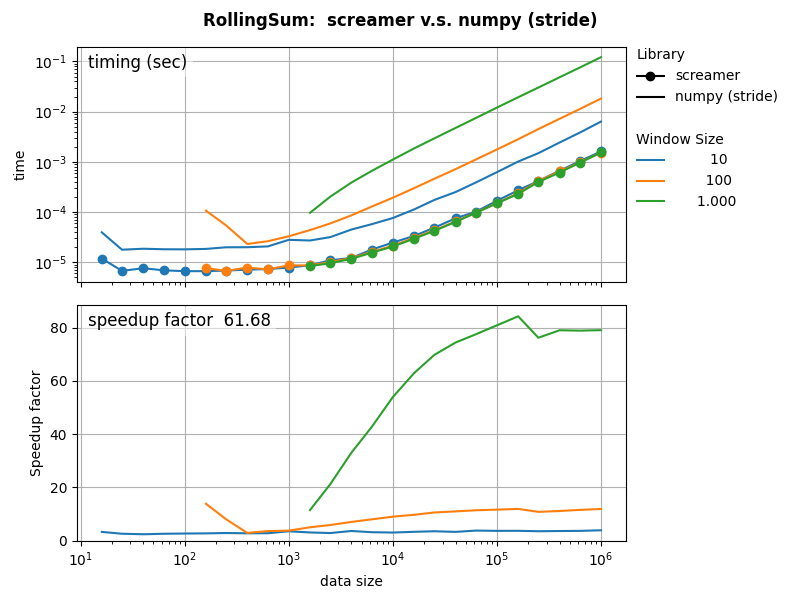 RollingSum:  screamer v.s. numpy (stride)
timing (sec)
time
10⁻¹
10⁻²
10⁻³
10⁻⁴
10⁻⁵
Library
screamer
numpy (stride)
Window Size
10
100
1.000
speedup factor  61.68
Speedup factor
80
60
40
20
0
10¹ 10² 10³ 10⁴ 10⁵ 10⁶
data size